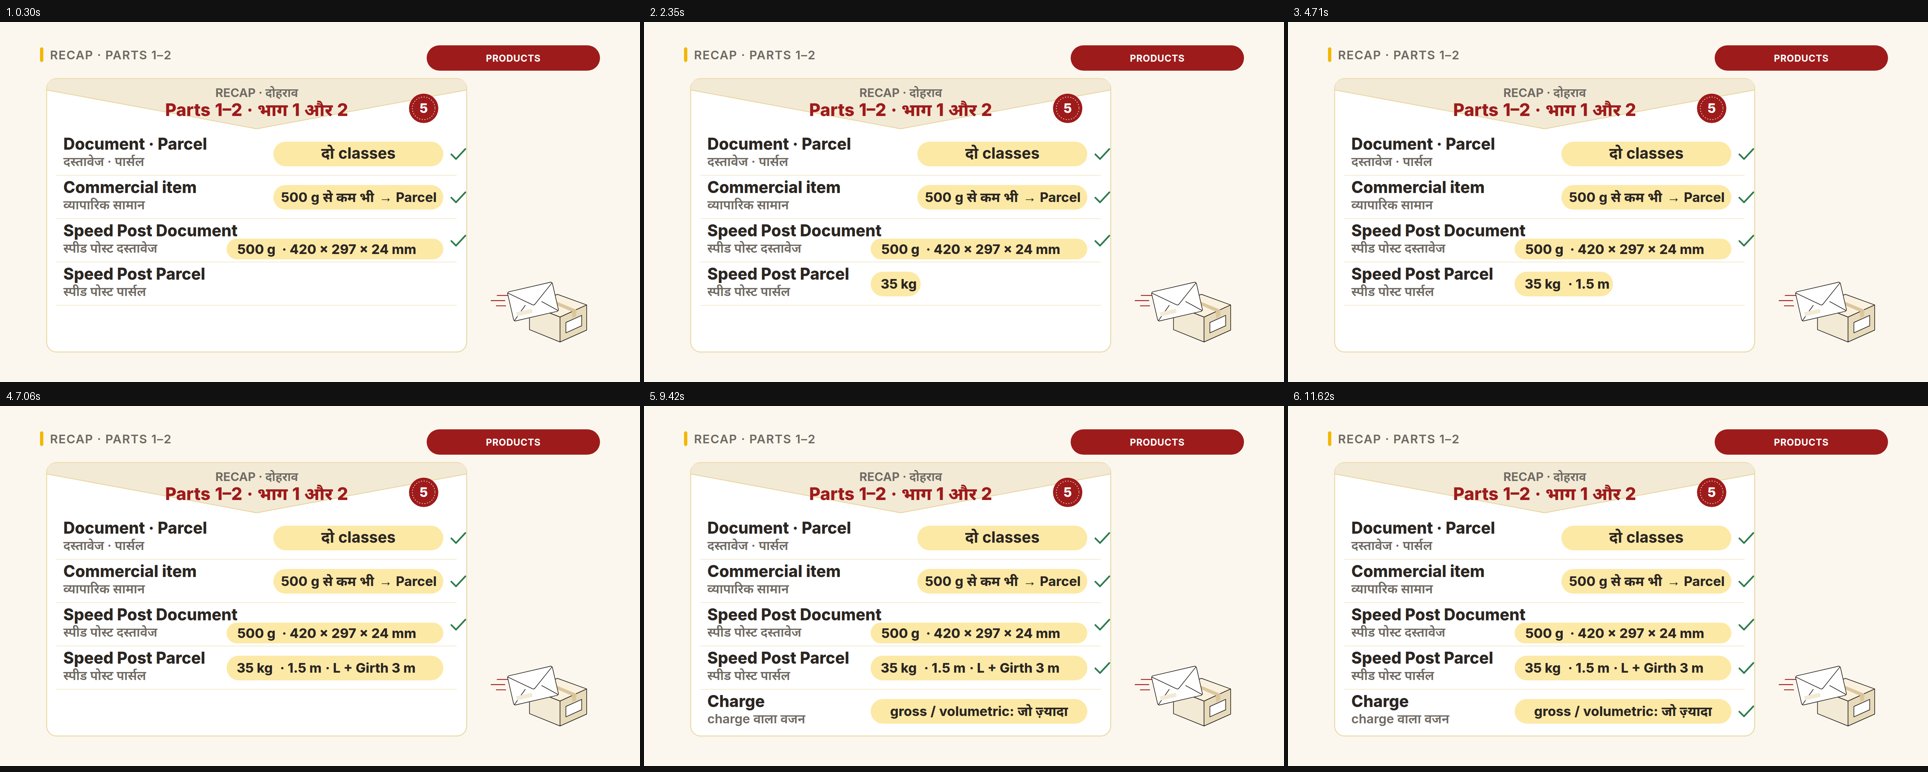 1. 0.30s
RECAP · PARTS 1–2
PRODUCTS
RECAP · दोहराव
Parts 1–2 · भाग 1 और 2
5
Document · Parcel
दस्तावेज · पार्सल
दो classes
Commercial item
व्यापारिक सामान
500 g से कम भी → Parcel
Speed Post Document
स्पीड पोस्ट दस्तावेज
500 g · 420 × 297 × 24 mm
Speed Post Parcel
स्पीड पोस्ट पार्सल
2. 2.35s
RECAP · PARTS 1–2
PRODUCTS
RECAP · दोहराव
Parts 1–2 · भाग 1 और 2
5
Document · Parcel
दस्तावेज · पार्सल
दो classes
Commercial item
व्यापारिक सामान
500 g से कम भी → Parcel
Speed Post Document
स्पीड पोस्ट दस्तावेज
500 g · 420 × 297 × 24 mm
Speed Post Parcel
स्पीड पोस्ट पार्सल
35 kg
3. 4.71s
RECAP · PARTS 1–2
PRODUCTS
RECAP · दोहराव
Parts 1–2 · भाग 1 और 2
5
Document · Parcel
दस्तावेज · पार्सल
दो classes
Commercial item
व्यापारिक सामान
500 g से कम भी → Parcel
Speed Post Document
स्पीड पोस्ट दस्तावेज
500 g · 420 × 297 × 24 mm
Speed Post Parcel
स्पीड पोस्ट पार्सल
35 kg · 1.5 m
4. 7.06s
RECAP · PARTS 1–2
PRODUCTS
RECAP · दोहराव
Parts 1–2 · भाग 1 और 2
5
Document · Parcel
दस्तावेज · पार्सल
दो classes
Commercial item
व्यापारिक सामान
500 g से कम भी → Parcel
Speed Post Document
स्पीड पोस्ट दस्तावेज
500 g · 420 × 297 × 24 mm
Speed Post Parcel
स्पीड पोस्ट पार्सल
35 kg · 1.5 m · L + Girth 3 m
5. 9.42s
RECAP · PARTS 1–2
PRODUCTS
RECAP · दोहराव
Parts 1–2 · भाग 1 और 2
5
Document · Parcel
दस्तावेज · पार्सल
दो classes
Commercial item
व्यापारिक सामान
500 g से कम भी → Parcel
Speed Post Document
स्पीड पोस्ट दस्तावेज
500 g · 420 × 297 × 24 mm
Speed Post Parcel
स्पीड पोस्ट पार्सल
35 kg · 1.5 m · L + Girth 3 m
Charge
charge वाला वजन
gross / volumetric: जो ज़्यादा
6. 11.62s
RECAP · PARTS 1–2
PRODUCTS
RECAP · दोहराव
Parts 1–2 · भाग 1 और 2
5
Document · Parcel
दस्तावेज · पार्सल
दो classes
Commercial item
व्यापारिक सामान
500 g से कम भी → Parcel
Speed Post Document
स्पीड पोस्ट दस्तावेज
500 g · 420 × 297 × 24 mm
Speed Post Parcel
स्पीड पोस्ट पार्सल
35 kg · 1.5 m · L + Girth 3 m
Charge
charge वाला वजन
gross / volumetric: जो ज़्यादा